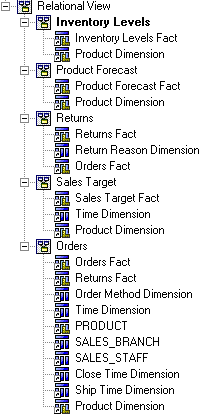 Relational View
Inventory Levels
Inventory Levels Fact
Product Dimension
Product Forecast
Product Forecast Fact
Product Dimension
Returns
Returns Fact
Return Reason Dimension
Orders Fact
Sales Target
Sales Target Fact
Time Dimension
Product Dimension
Orders
Orders Fact
Returns Fact
Order Method Dimension
Time Dimension
PRODUCT
SALES_BRANCH
SALES_STAFF
Close Time Dimension
Ship Time Dimension
Product Dimension